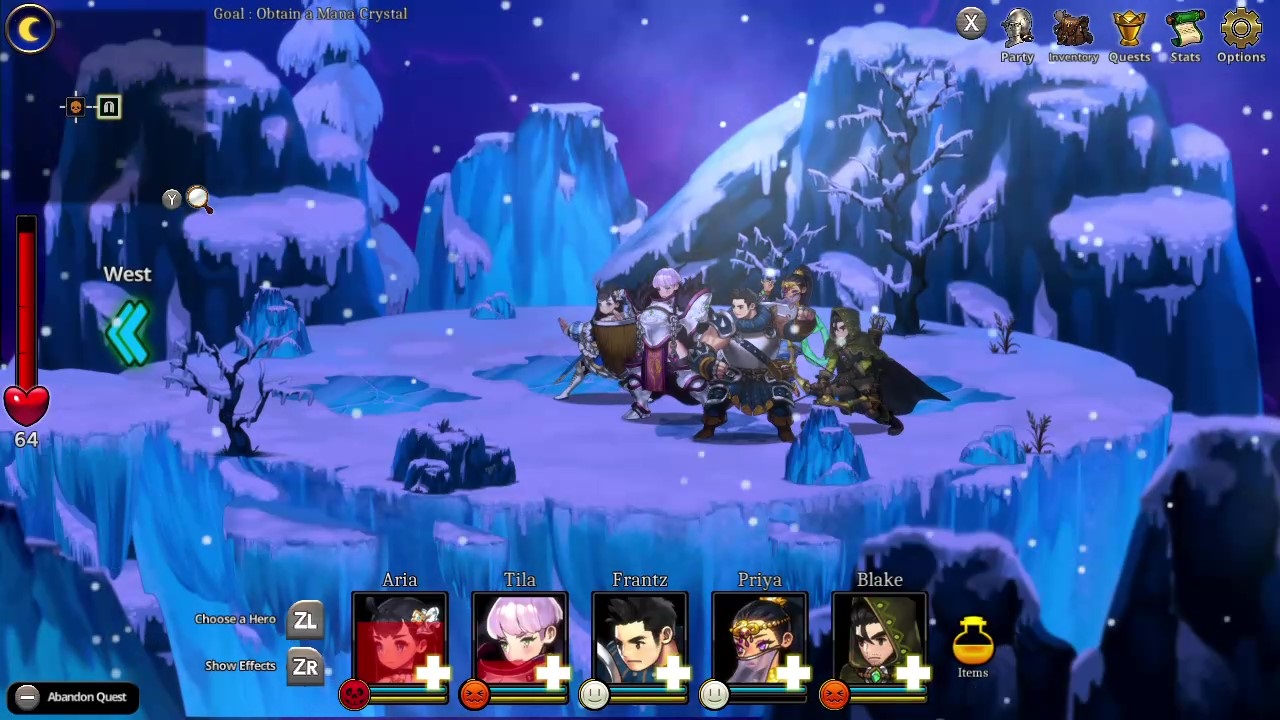 Goal : Obtain a Mana Crystal
X
Party
Inventory
Quests
Stats
Options
Y
West
64
Aria
Tila
Frantz
Priya
Blake
Choose a Hero
ZL
Show Effects
ZR
Items
Abandon Quest